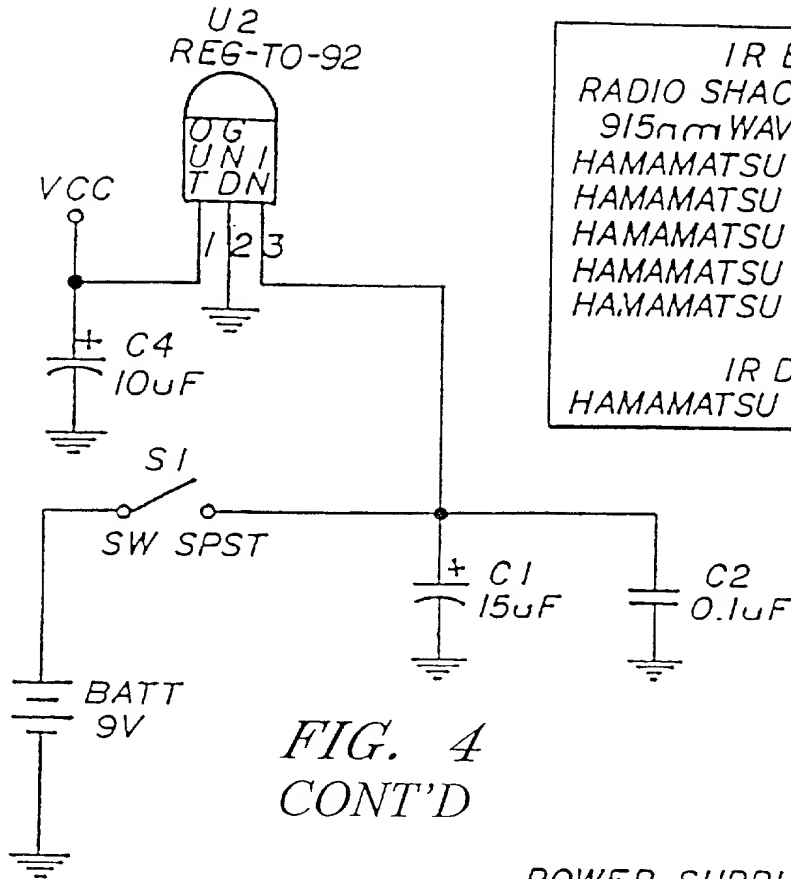 U2
REG-TO-92
O G
U N I
T D N
VCC
1 2 3
+ C4
10uF
S1
SW SPST
+ C1
15uF
C2
0.1uF
BATT
9V
FIG. 4
CONT'D
IR E
RADIO SHAC
915nm WAV
HAMAMATSU
HAMAMATSU
HAMAMATSU
HAMAMATSU
HAMAMATSU
IR D
HAMAMATSU
POWER SUPPL